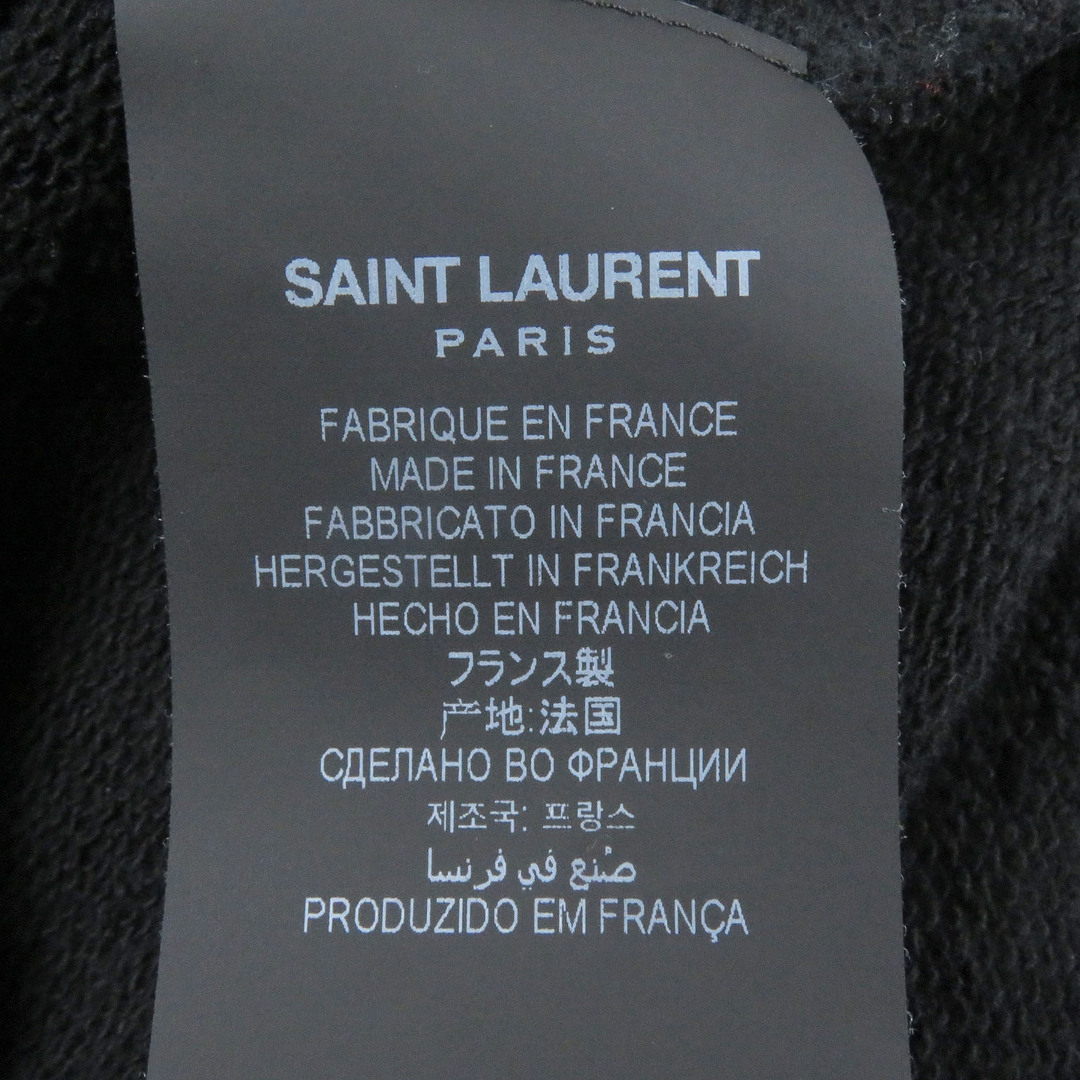 SAINT LAURENT
PARIS
FABRIQUE EN FRANCE
MADE IN FRANCE
FABBRICATO IN FRANCIA
HERGESTELLT IN FRANKREICH
HECHO EN FRANCIA
フランス製
产地:法国
СДЕЛАНО ВО ФРАНЦИИ
제조국: 프랑스
صُنع في فرنسا
PRODUZIDO EM FRANÇA